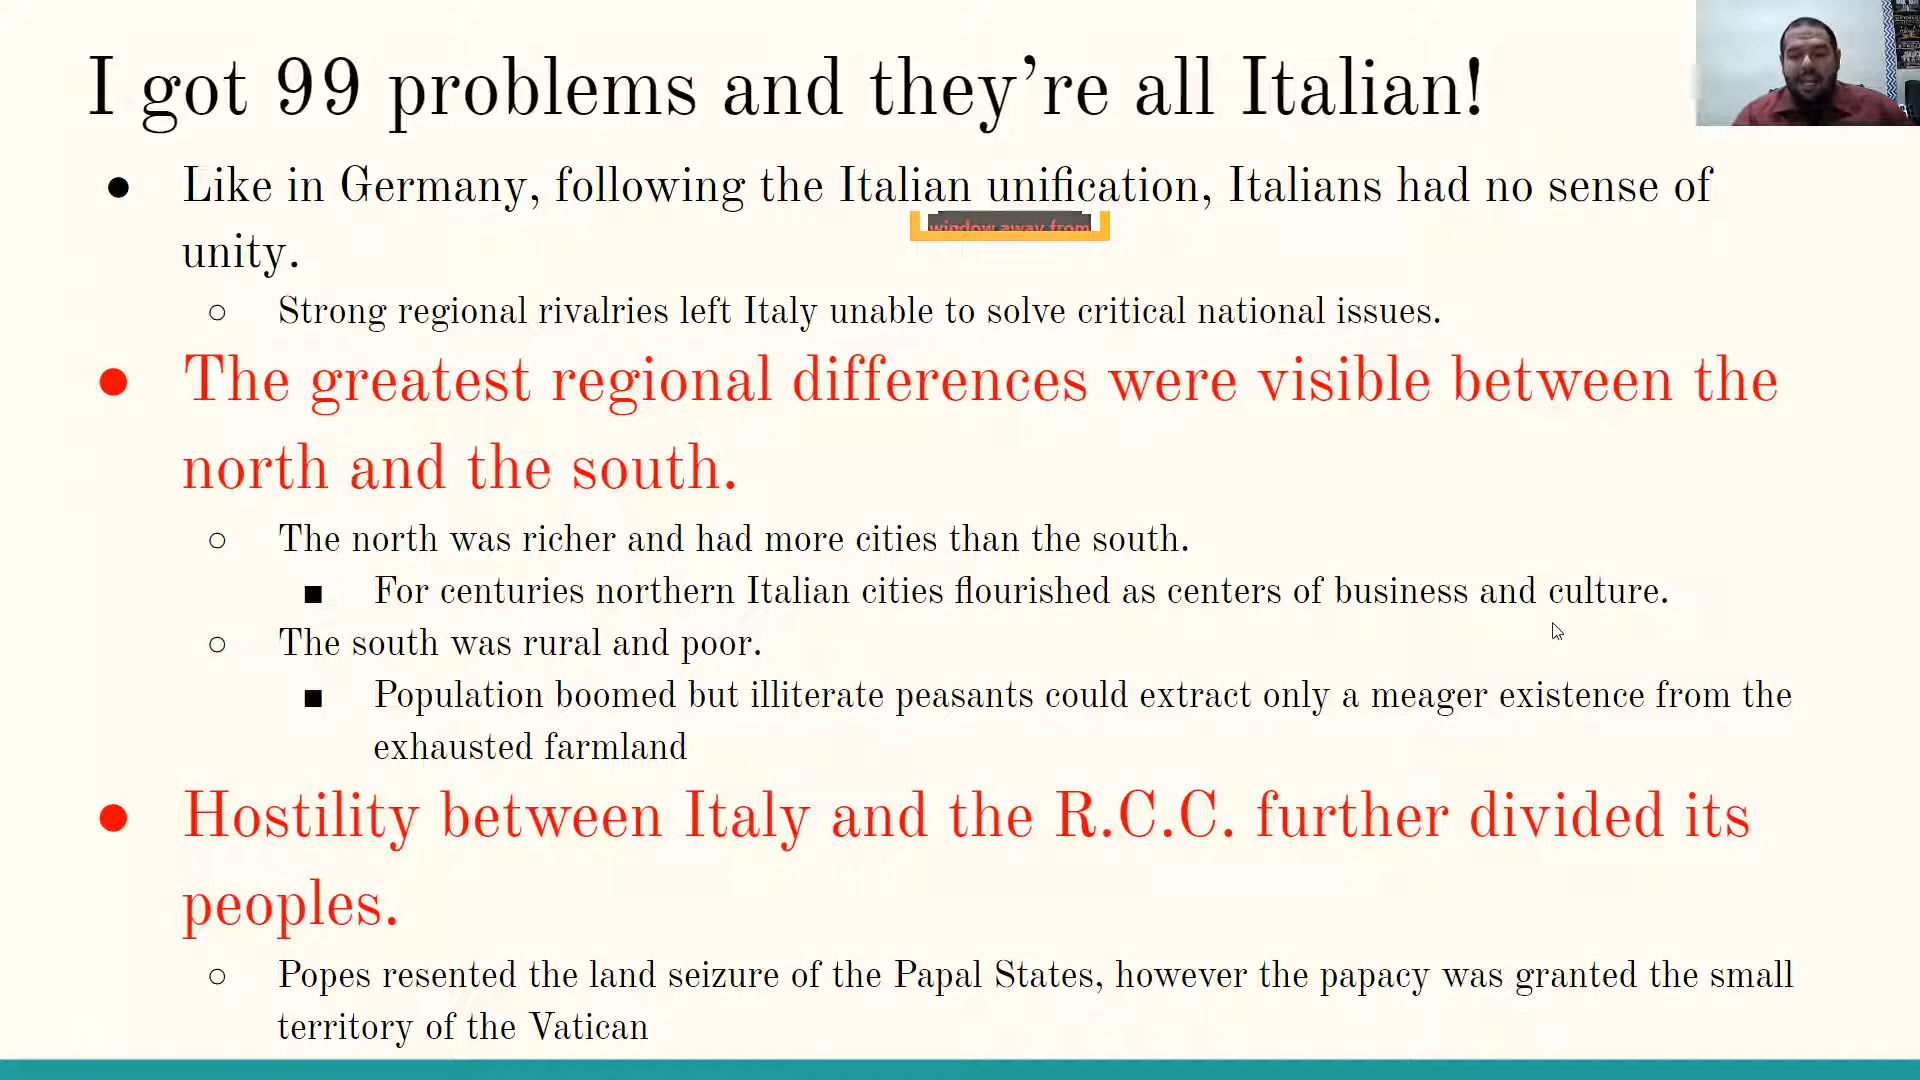 I got 99 problems and they're all Italian!
● Like in Germany, following the Italian unification, Italians had no sense of
unity.
window away from
○ Strong regional rivalries left Italy unable to solve critical national issues.
● The greatest regional differences were visible between the
north and the south.
○ The north was richer and had more cities than the south.
■ For centuries northern Italian cities flourished as centers of business and culture.
○ The south was rural and poor.
■ Population boomed but illiterate peasants could extract only a meager existence from the
exhausted farmland
● Hostility between Italy and the R.C.C. further divided its
peoples.
○ Popes resented the land seizure of the Papal States, however the papacy was granted the small
territory of the Vatican